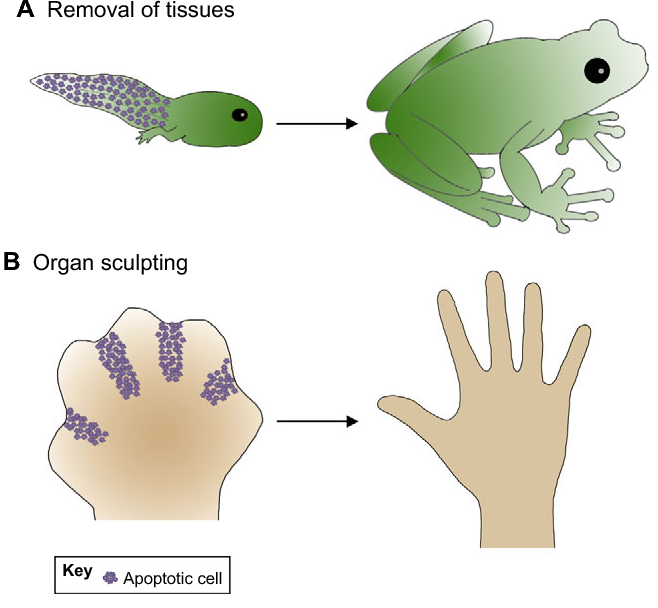 A Removal of tissues
B Organ sculpting
Key Apoptotic cell